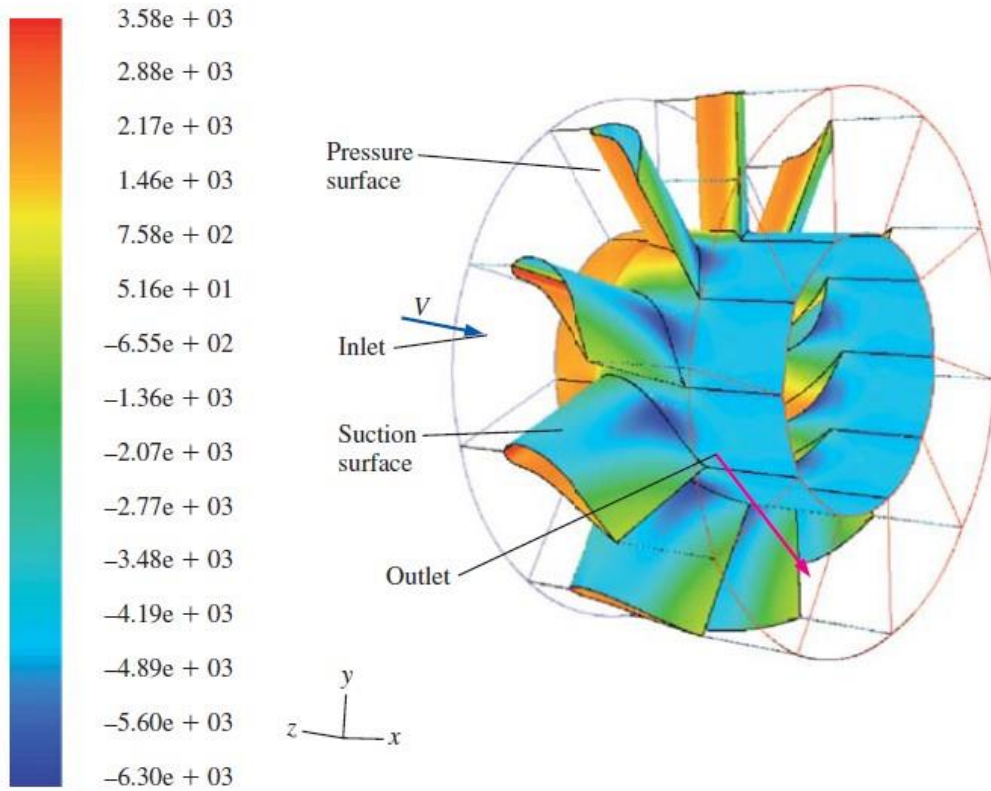 3.58e + 03
2.88e + 03
2.17e + 03
1.46e + 03
7.58e + 02
5.16e + 01
–6.55e + 02
–1.36e + 03
–2.07e + 03
–2.77e + 03
–3.48e + 03
–4.19e + 03
–4.89e + 03
–5.60e + 03
–6.30e + 03
Pressure
surface
V
Inlet
Suction
surface
Outlet
y
z
x